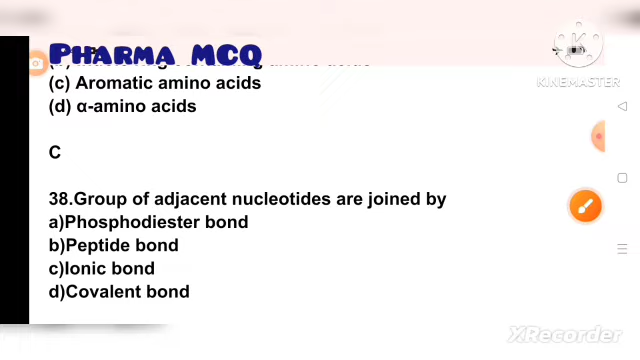 PHARMA MCQ
KINEMASTER
(c) Aromatic amino acids
(d) α-amino acids
C
38.Group of adjacent nucleotides are joined by
a)Phosphodiester bond
b)Peptide bond
c)Ionic bond
d)Covalent bond
XRecorder